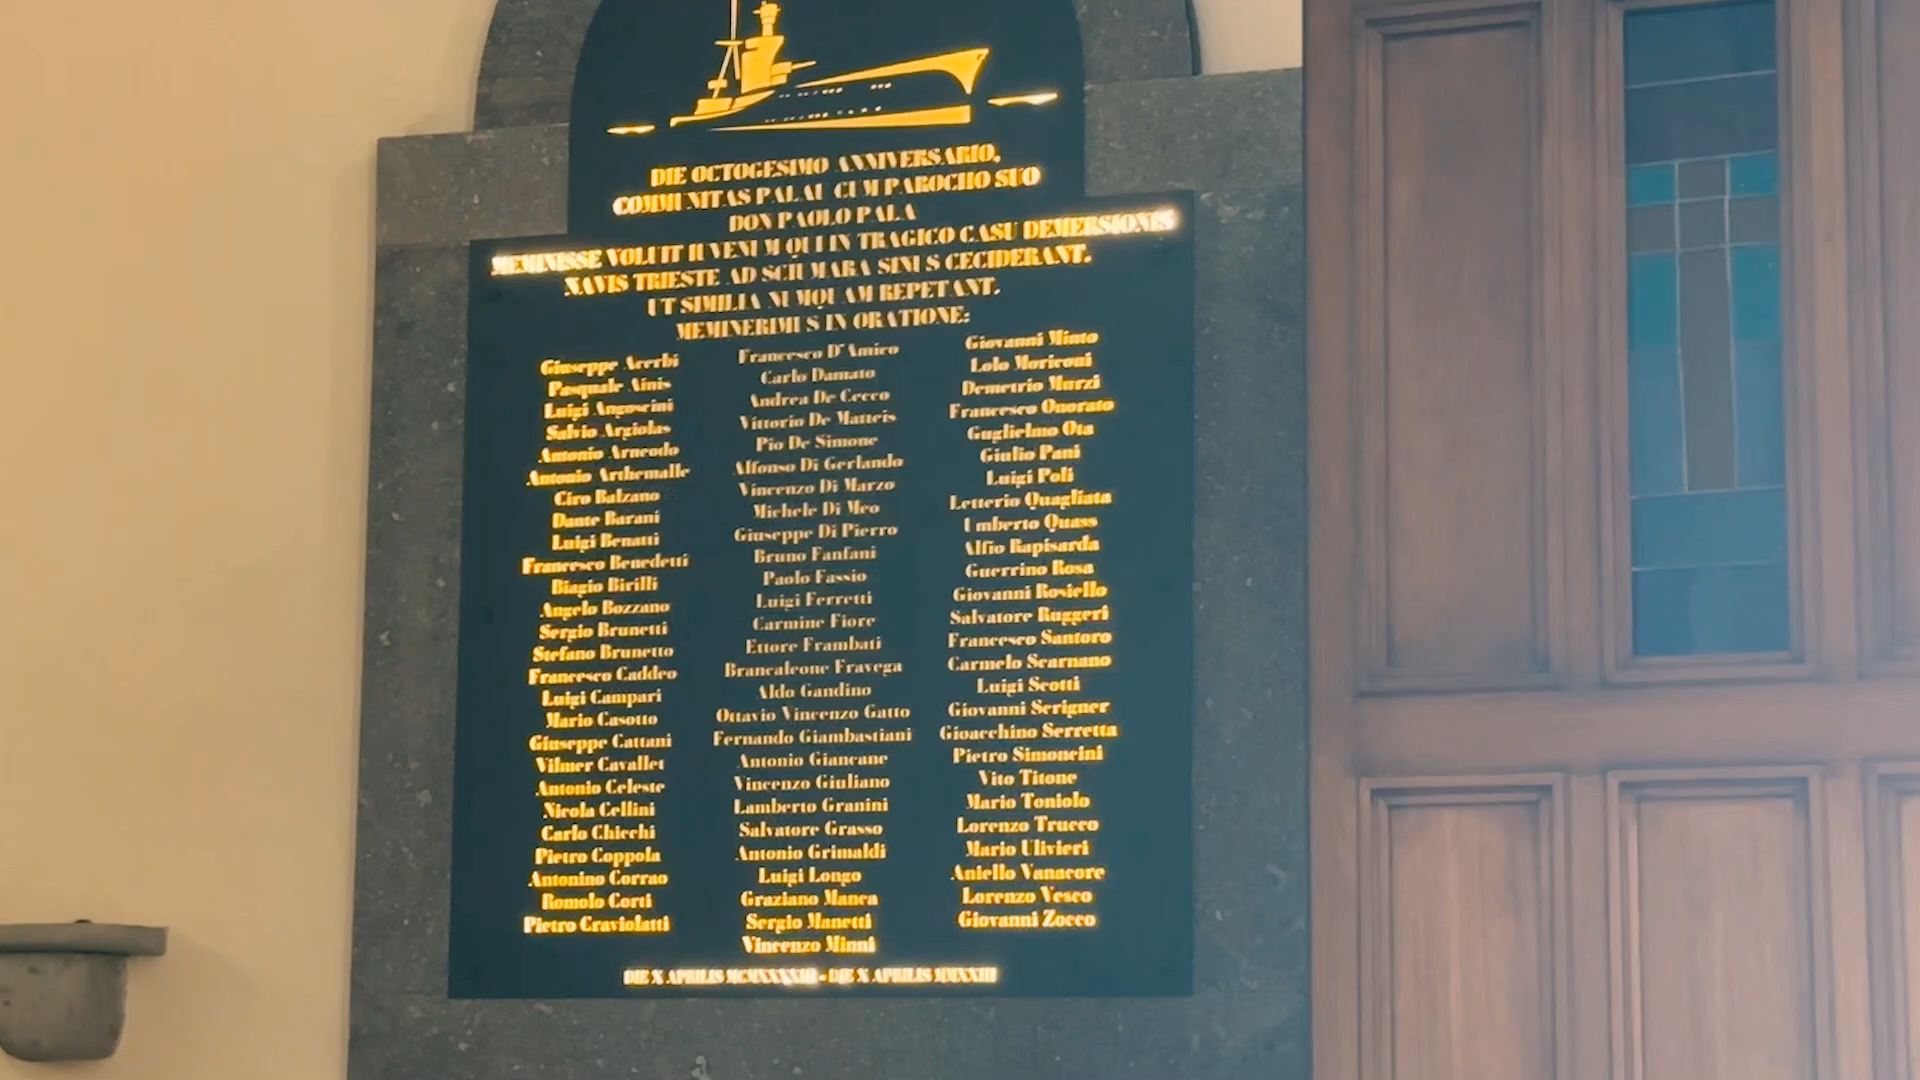 DIE OCTOGESIMO ANNIVERSARIO,
COMMUNITAS PALAU CUM PAROCHO SUO
DON PAOLO PALA
MEMINISSE VOLUIT IUVENUM QUI IN TRAGICO CASU DEMERSIONIS
NAVIS TRIESTE AD SCIUMARA SINUS CECIDERANT.
UT SIMILIA NUMQUAM REPETANT.
MEMINERIMUS IN ORATIONE:
Giuseppe Acerbi
Pasquale Ainis
Luigi Angoscini
Salvio Argiolas
Antonio Arneodo
Antonio Arthemalle
Ciro Balzano
Dante Barani
Luigi Benatti
Francesco Benedetti
Biagio Birilli
Angelo Bozzano
Sergio Brunetti
Stefano Brunetto
Francesco Caddeo
Luigi Campari
Mario Casotto
Giuseppe Cattani
Vilmer Cavallet
Antonio Celeste
Nicola Cellini
Carlo Chiechi
Pietro Coppola
Antonino Corrao
Romolo Corti
Pietro Craviolatti
Francesco D'Amico
Carlo Damato
Andrea De Cecco
Vittorio De Matteis
Pio De Simone
Alfonso Di Gerlando
Vincenzo Di Marzo
Michele Di Meo
Giuseppe Di Pierro
Bruno Fanfani
Paolo Fassio
Luigi Ferretti
Carmine Fiore
Ettore Frambati
Brancaleone Fravega
Aldo Gandino
Ottavio Vincenzo Gatto
Fernando Giambastiani
Antonio Giancane
Vincenzo Giuliano
Lamberto Granini
Salvatore Grasso
Antonio Grimaldi
Luigi Longo
Graziano Manca
Sergio Manetti
Vincenzo Minni
Giovanni Minto
Lolo Moriconi
Demetrio Murzi
Francesco Onorato
Guglielmo Ota
Giulio Pani
Luigi Poli
Letterio Quagliata
Umberto Quass
Alfio Rapisarda
Guerrino Rosa
Giovanni Rosiello
Salvatore Ruggeri
Francesco Santoro
Carmelo Scarnano
Luigi Scotti
Giovanni Scrigner
Gioacchino Serretta
Pietro Simoncini
Vito Titone
Mario Toniolo
Lorenzo Trucco
Mario Ulivieri
Aniello Vanacore
Lorenzo Vesco
Giovanni Zocco
DIE X APRILIS MCMXXXXIII - DIE X APRILIS MMXXIII